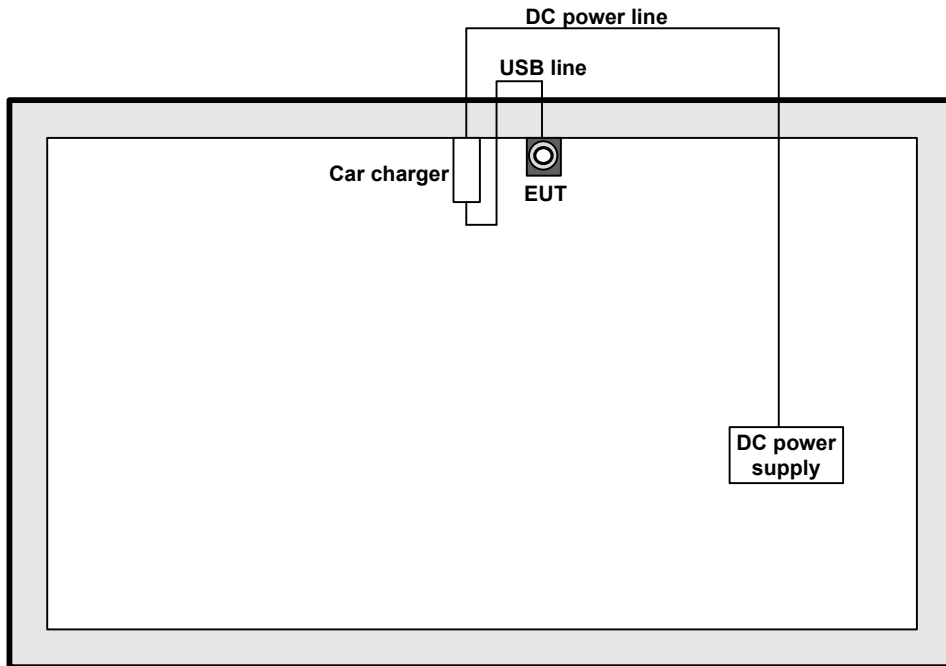 DC power line
USB line
Car charger
EUT
DC power
supply